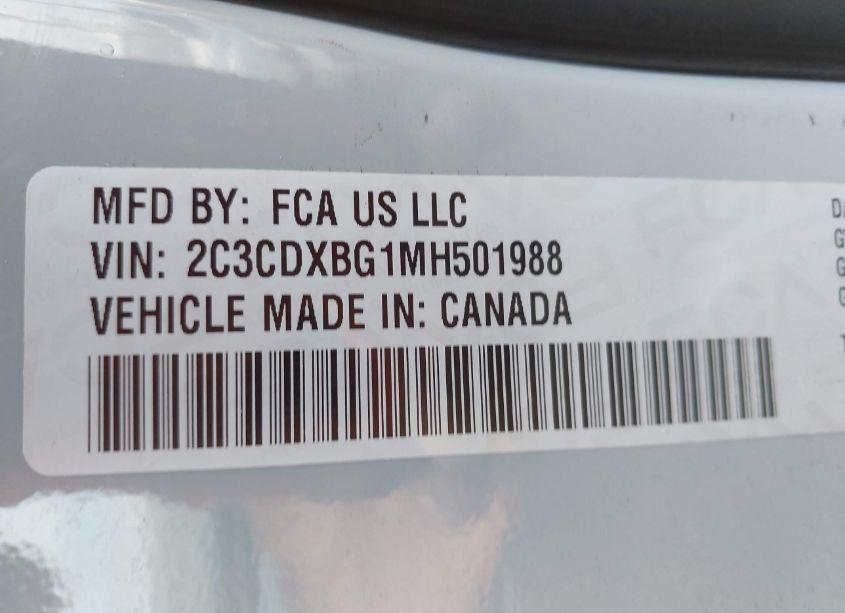 MFD BY: FCA US LLC
VIN: 2C3CDXBG1MH501988
VEHICLE MADE IN: CANADA